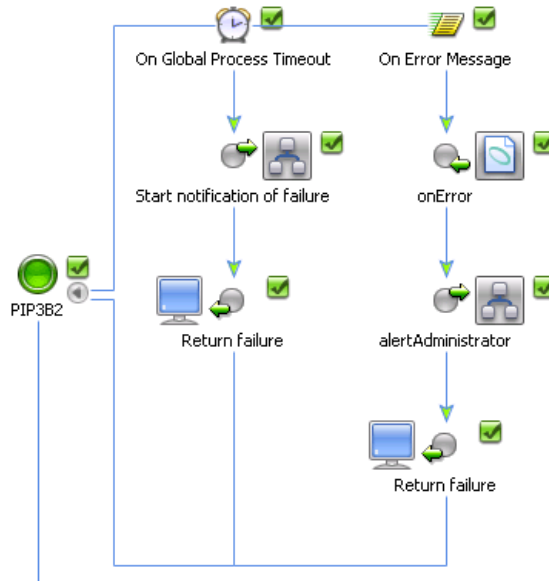 On Global Process Timeout
On Error Message
Start notification of failure
onError
PIP3B2
Return failure
alertAdministrator
Return failure